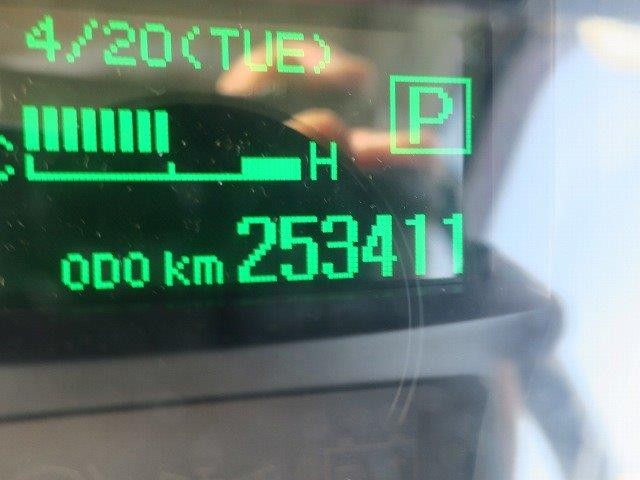 4/20(TUE)
P
C H
ODO km 253411